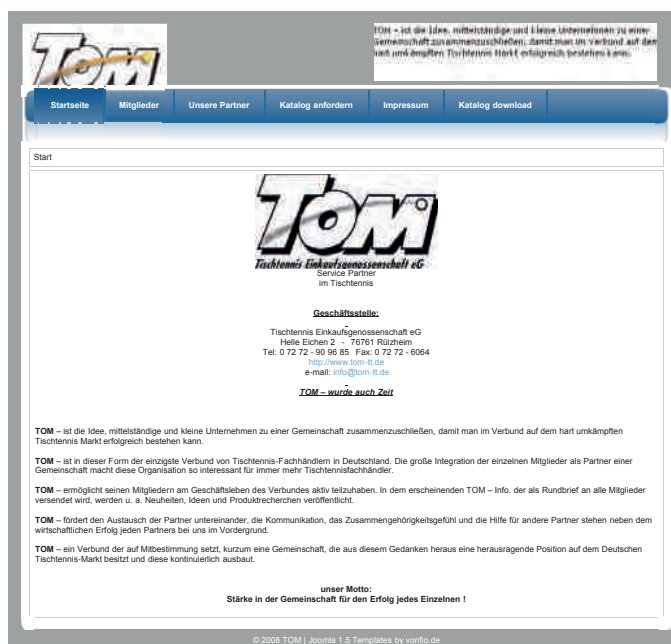 TOM
TOM – ist die Idee, mittelständige und kleine Unternehmen zu einer
Gemeinschaft zusammenzuschließen, damit man im Verbund auf dem
hart umkämpften Tischtennis Markt erfolgreich bestehen kann.
Startseite Mitglieder Unsere Partner Katalog anfordern Impressum Katalog download
Start
TOM
Tischtennis Einkaufsgenossenschaft eG
Service Partner
im Tischtennis
Geschäftsstelle:
Tischtennis Einkaufsgenossenschaft eG
Helle Eichen 2 - 76761 Rülzheim
Tel: 0 72 72 - 90 96 85 Fax: 0 72 72 - 6064
http://www.tom-tt.de
e-mail: info@tom-tt.de
TOM – wurde auch Zeit
TOM – ist die Idee, mittelständige und kleine Unternehmen zu einer Gemeinschaft zusammenzuschließen, damit man im Verbund auf dem hart umkämpften
Tischtennis Markt erfolgreich bestehen kann.
TOM – ist in dieser Form der einzigste Verbund von Tischtennis-Fachhändlern in Deutschland. Die große Integration der einzelnen Mitglieder als Partner einer
Gemeinschaft macht diese Organisation so interessant für immer mehr Tischtennisfachhändler.
TOM – ermöglicht seinen Mitgliedern am Geschäftsleben des Verbundes aktiv teilzuhaben. In dem erscheinenden TOM – Info. der als Rundbrief an alle Mitglieder
versendet wird, werden u. a. Neuheiten, Ideen und Produktrecherchen veröffentlicht.
TOM – fördert den Austausch der Partner untereinander, die Kommunikation, das Zusammengehörigkeitsgefühl und die Hilfe für andere Partner stehen neben dem
wirtschaftlichen Erfolg jeden Partners bei uns im Vordergrund.
TOM – ein Verbund der auf Mitbestimmung setzt, kurzum eine Gemeinschaft, die aus diesem Gedanken heraus eine herausragende Position auf dem Deutschen
Tischtennis-Markt besitzt und diese kontinuierlich ausbaut.
unser Motto:
Stärke in der Gemeinschaft für den Erfolg jedes Einzelnen !
© 2008 TOM | Joomla 1.5 Templates by vonfio.de